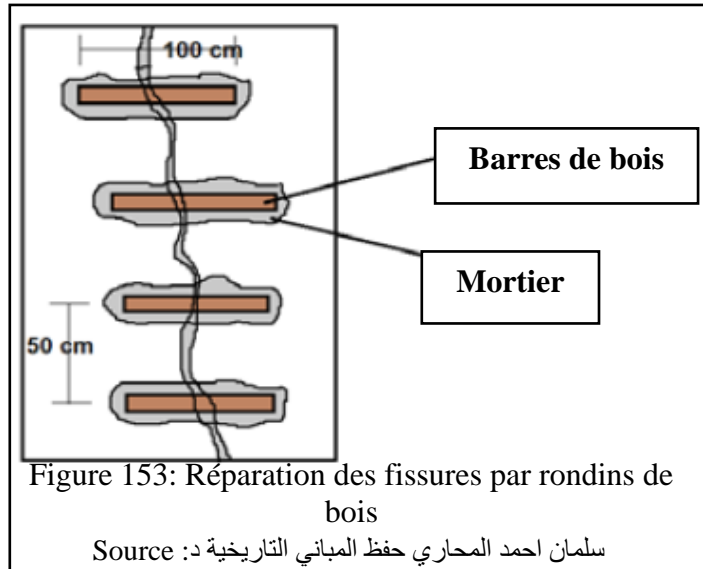 100 cm
Barres de bois
Mortier
50 cm
Figure 153: Réparation des fissures par rondins de
bois
Source :سلمان احمد المحاري حفظ المباني التاريخية د